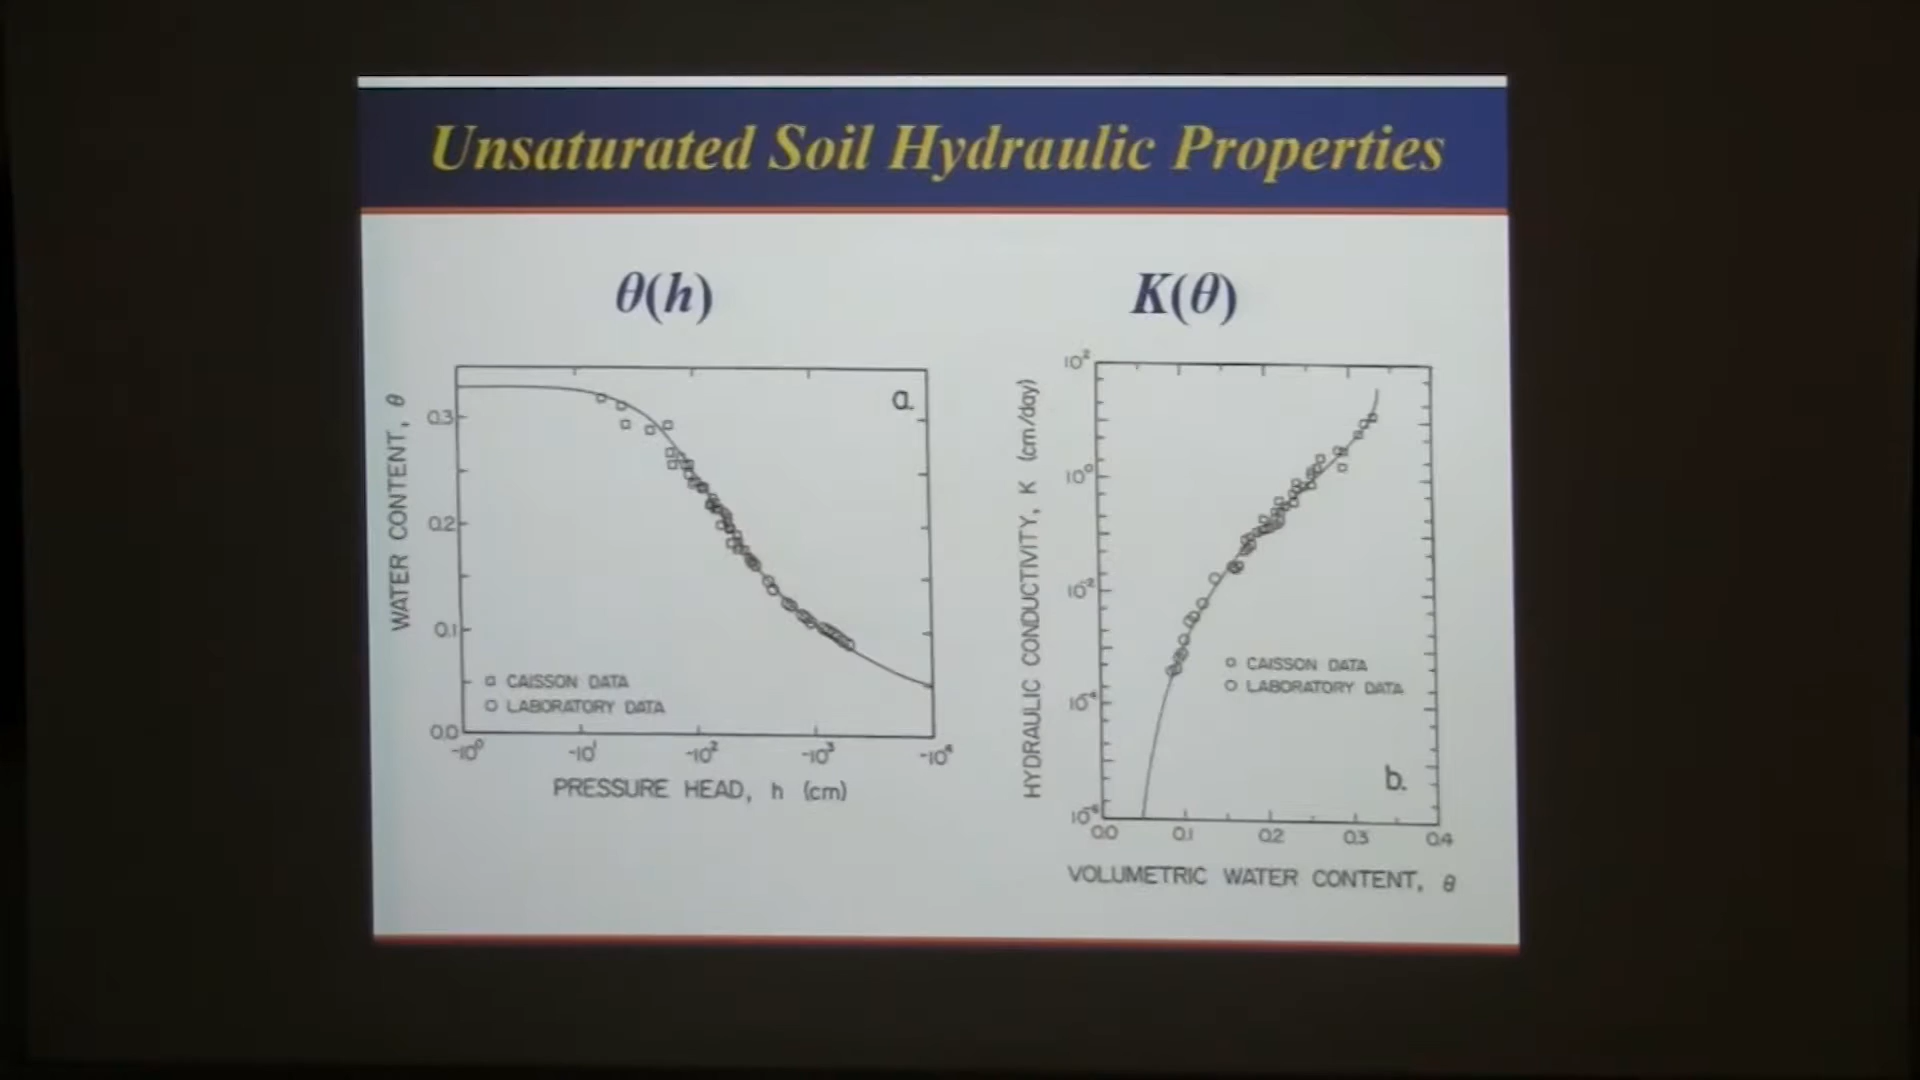 Unsaturated Soil Hydraulic Properties
θ(h)
K(θ)
WATER CONTENT, θ
0.3
0.2
0.1
0.0
a.
□ CAISSON DATA
○ LABORATORY DATA
-10⁰ -10¹ -10² -10³ -10⁴
PRESSURE HEAD, h (cm)
HYDRAULIC CONDUCTIVITY, K (cm/day)
10²
10⁰
10⁻²
10⁻⁴
10⁻⁶
○ CAISSON DATA
○ LABORATORY DATA
b.
0.0 0.1 0.2 0.3 0.4
VOLUMETRIC WATER CONTENT, θ